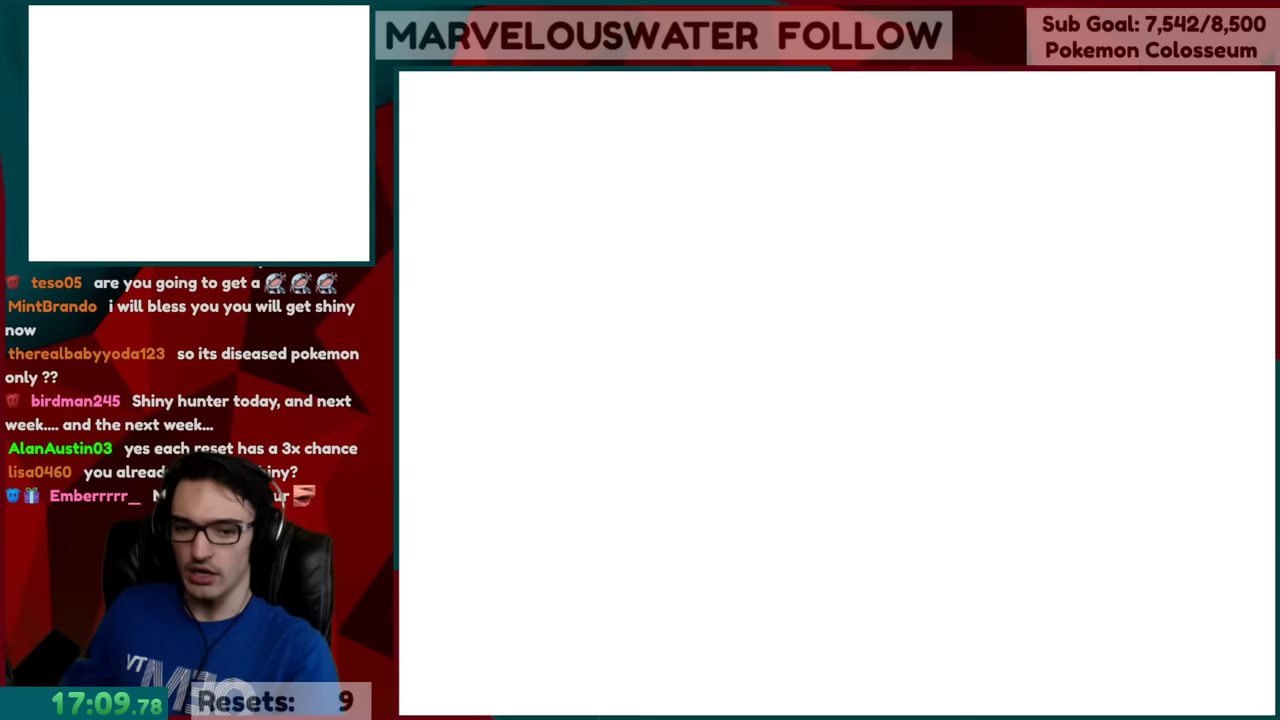 MARVELOUSWATER FOLLOW
Sub Goal: 7,542/8,500
Pokemon Colosseum
teso05 are you going to get a
MintBrando i will bless you you will get shiny
now
therealbabyyoda123 so its diseased pokemon
only ??
birdman245 Shiny hunter today, and next
week.... and the next week...
AlanAustin03 yes each reset has a 3x chance
lisa0460 you
Emberrrrr_
VT
17:09.78
Resets: 9